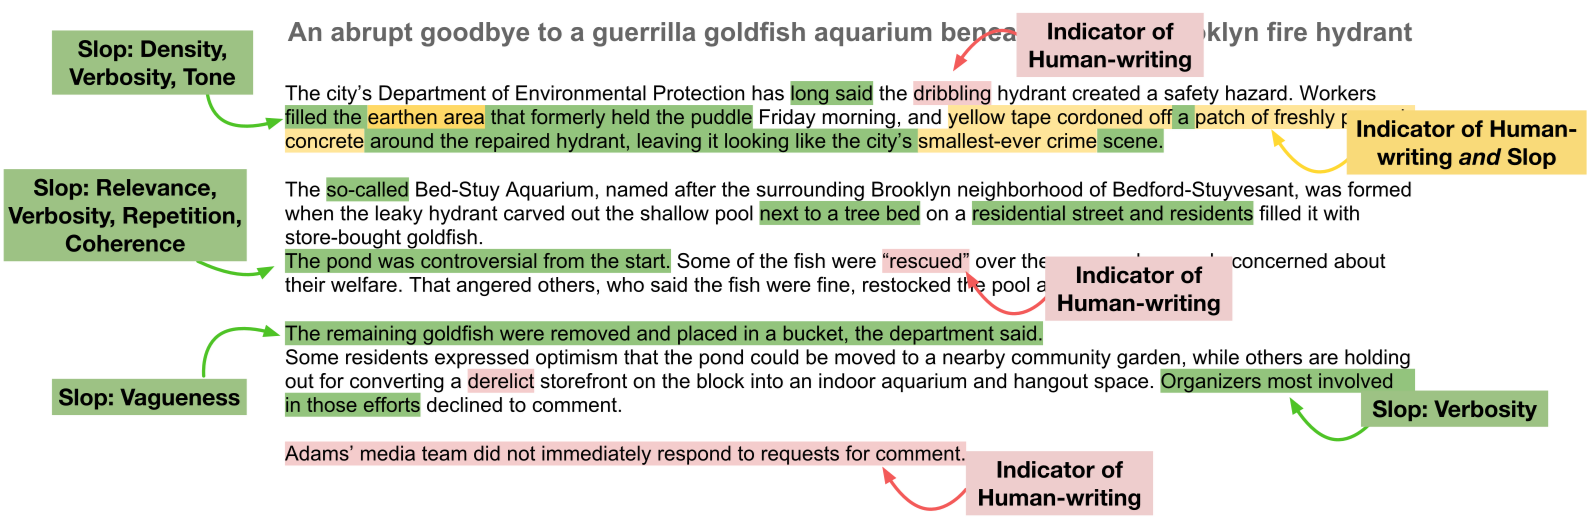 An abrupt goodbye to a guerrilla goldfish aquarium beneath klyn fire hydrant
Slop: Density,
Verbosity, Tone
Indicator of
Human-writing
The city's Department of Environmental Protection has long said the dribbling hydrant created a safety hazard. Workers
filled the earthen area that formerly held the puddle Friday morning, and yellow tape cordoned off a patch of freshly
concrete around the repaired hydrant, leaving it looking like the city's smallest-ever crime scene.
Indicator of Human-
writing and Slop
Slop: Relevance,
Verbosity, Repetition,
Coherence
The so-called Bed-Stuy Aquarium, named after the surrounding Brooklyn neighborhood of Bedford-Stuyvesant, was formed
when the leaky hydrant carved out the shallow pool next to a tree bed on a residential street and residents filled it with
store-bought goldfish.
The pond was controversial from the start. Some of the fish were “rescued” over the concerned about
their welfare. That angered others, who said the fish were fine, restocked the pool
Indicator of
Human-writing
The remaining goldfish were removed and placed in a bucket, the department said.
Some residents expressed optimism that the pond could be moved to a nearby community garden, while others are holding
out for converting a derelict storefront on the block into an indoor aquarium and hangout space. Organizers most involved
in those efforts declined to comment.
Slop: Vagueness
Slop: Verbosity
Adams' media team did not immediately respond to requests for comment.
Indicator of
Human-writing